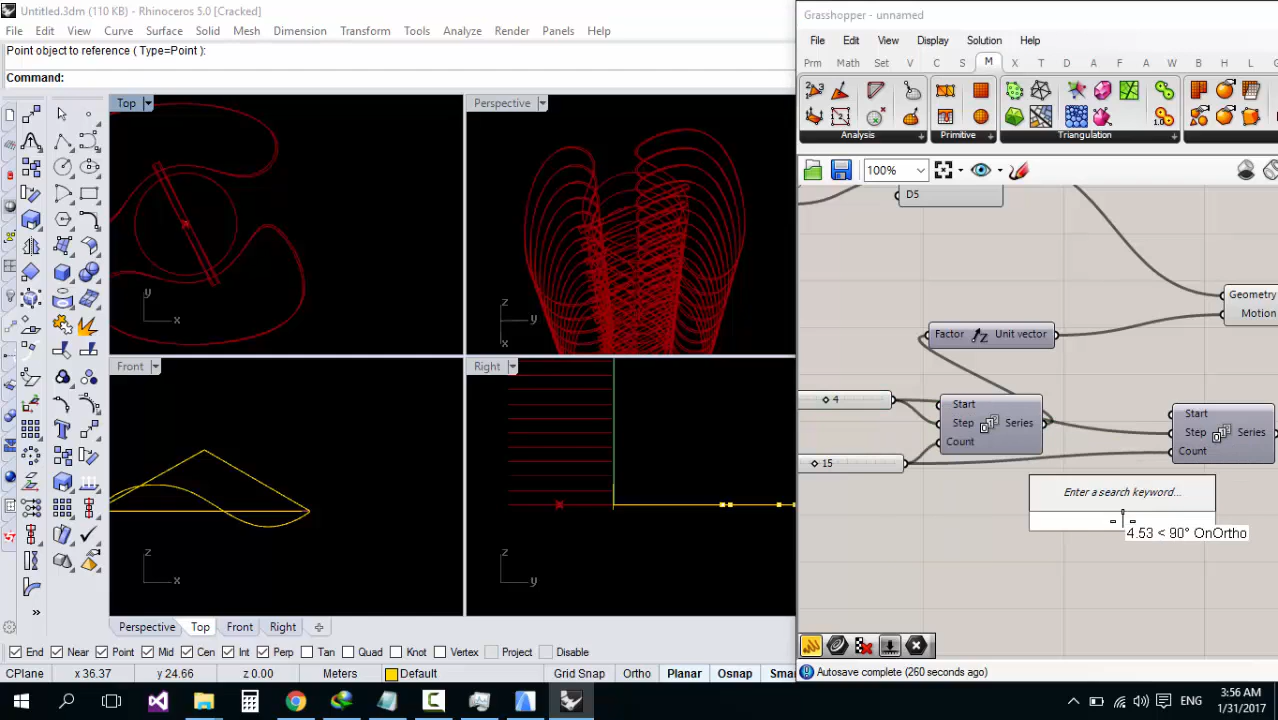 Untitled.3dm (110 KB) - Rhinoceros 5.0 [Cracked]
File Edit View Curve Surface Solid Mesh Dimension Transform Tools Analyze Render Panels Help
Point object to reference ( Type=Point ):
Command:
Top
Perspective
y
x
z
y
Front
Right
z
x
z
y
Perspective Top Front Right
End Near Point Mid Cen Int Perp Tan Quad Knot Vertex Project Disable
CPlane x 36.37 y 24.66 z 0.00 Meters Default Grid Snap Ortho Planar Osnap Smar
Grasshopper - unnamed
File Edit View Display Solution Help
Prm Math Set V C S M X T D A F A W B H L
Analysis Primitive Triangulation
100%
D5
Geometry
Motion
Factor Unit vector
4
Start
Step Series
Count
15
Start
Step Series
Count
Enter a search keyword...
4.53 < 90° OnOrtho
Autosave complete (260 seconds ago)
ENG
3:56 AM
1/31/2017